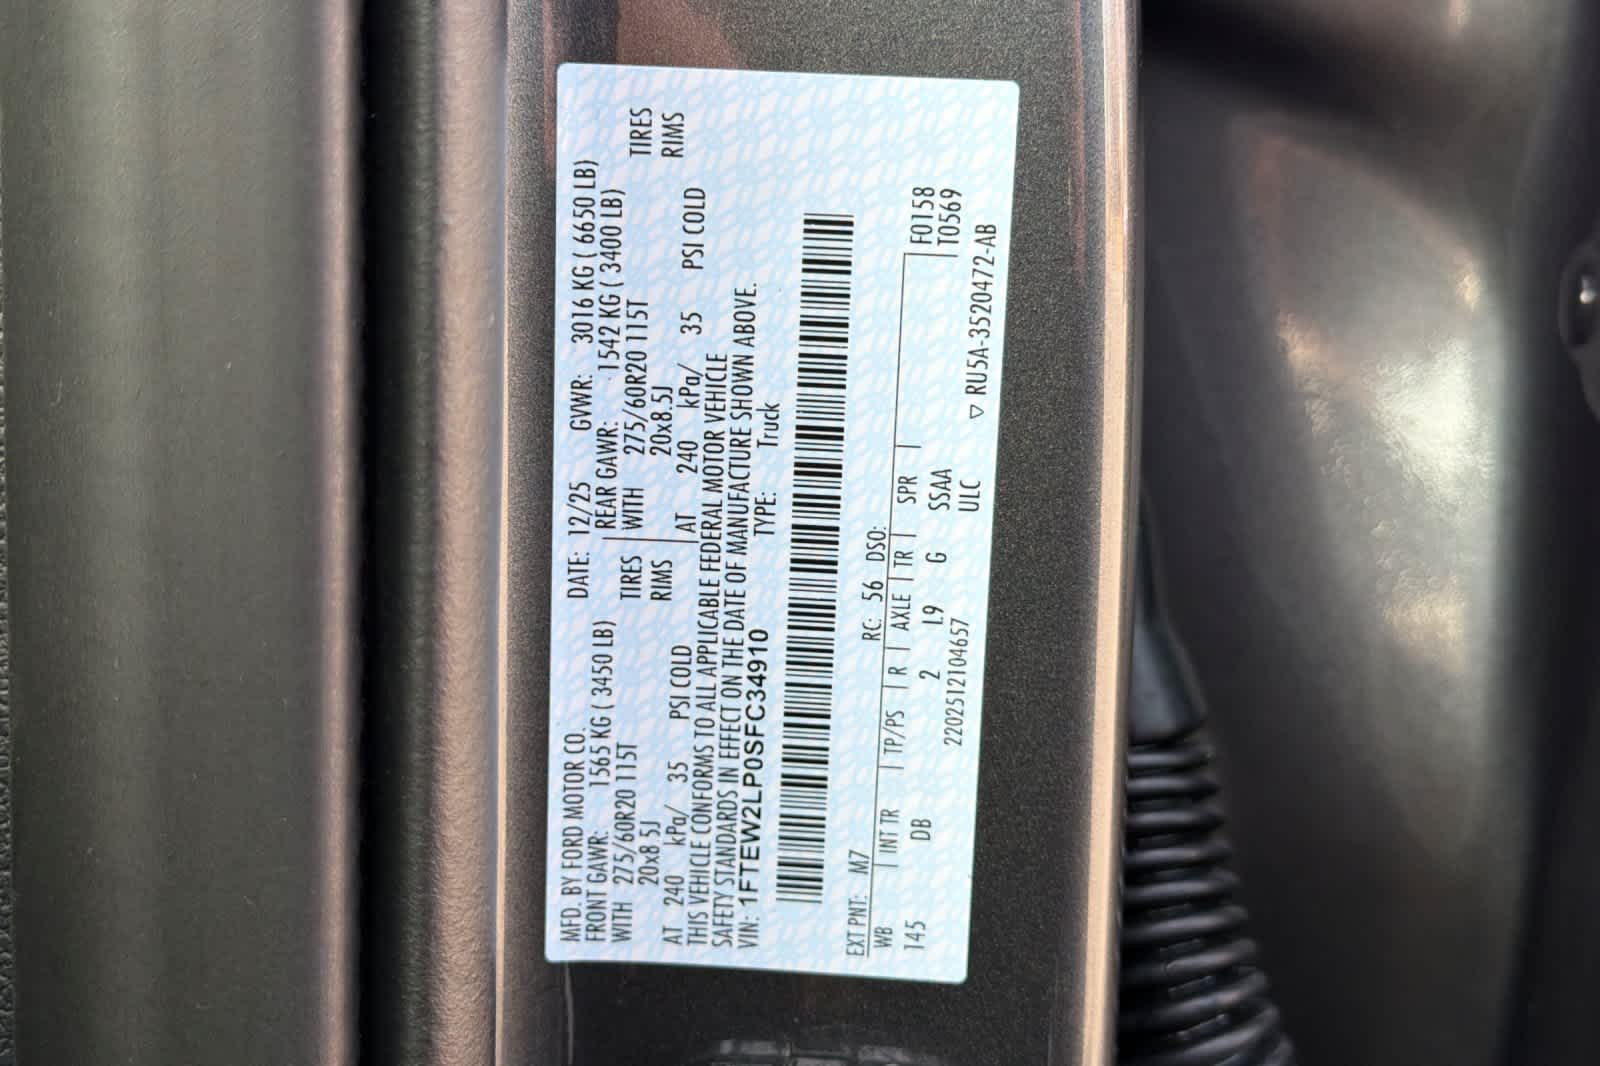 MFD. BY FORD MOTOR CO. DATE: 12/25 GVWR: 3016 KG ( 6650 LB)
FRONT GAWR: 1565 KG ( 3450 LB) REAR GAWR: 1542 KG ( 3400 LB)
WITH 275/60R20 115T TIRES WITH 275/60R20 115T TIRES
20x8.5J RIMS 20x8.5J RIMS
AT 240 kPa/ 35 PSI COLD AT 240 kPa/ 35 PSI COLD
THIS VEHICLE CONFORMS TO ALL APPLICABLE FEDERAL MOTOR VEHICLE
SAFETY STANDARDS IN EFFECT ON THE DATE OF MANUFACTURE SHOWN ABOVE.
VIN: 1FTEW2LP0SFC34910 TYPE: Truck
EXT PNT: M7 RC: 56 DSO:
WB INT TR TP/PS R AXLE TR SPR F0158
145 DB 2 L9 G SSAA T0569
2202512104657 ULC
▽ RU5A-3520472-AB